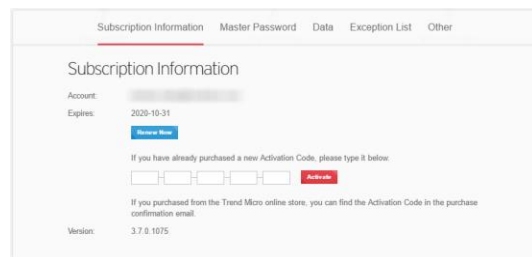 Subscription Information Master Password Data Exception List Other
Subscription Information
Account:
Expires: 2020-10-31
Renew Now
If you have already purchased a new Activation Code, please type it below:
- - - - Activate
If you purchased from the Trend Micro online store, you can find the Activation Code in the purchase
confirmation email.
Version: 3.7.0.1075